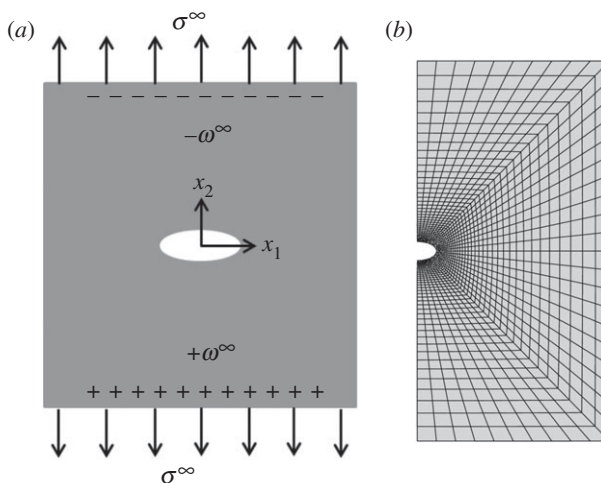 (a)
σ∞
(b)
− − − − − − − − − − −
−ω∞
x2
x1
+ω∞
+ + + + + + + + + + +
σ∞